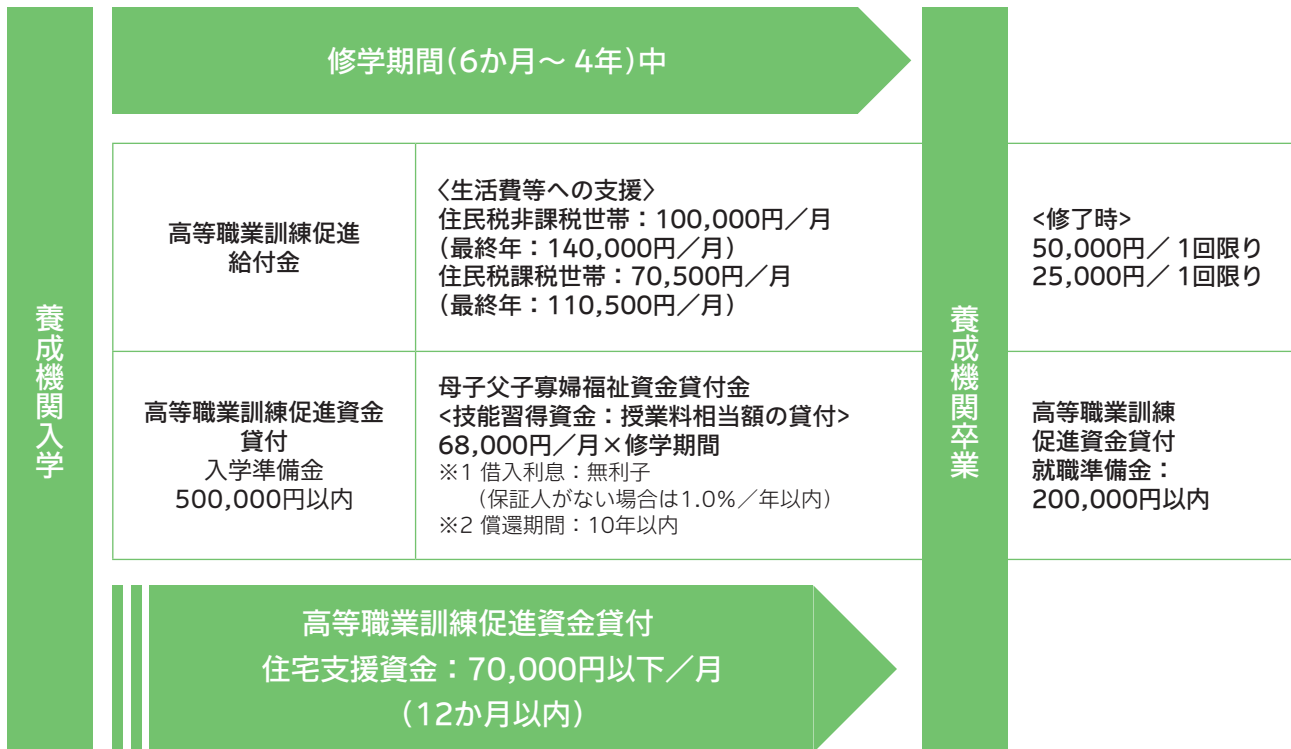 養成機関入学
修学期間(6か月～ 4年)中
高等職業訓練促進
給付金
〈生活費等への支援〉
住民税非課税世帯：100,000円／月
（最終年：140,000円／月）
住民税課税世帯：70,500円／月
（最終年：110,500円／月）
<修了時>
50,000円／ 1回限り
25,000円／ 1回限り
高等職業訓練促進資金
貸付
入学準備金
500,000円以内
母子父子寡婦福祉資金貸付金
<技能習得資金：授業料相当額の貸付>
68,000円／月×修学期間
※1 借入利息：無利子
（保証人がない場合は1.0%／年以内）
※2 償還期間：10年以内
養成機関卒業
高等職業訓練
促進資金貸付
就職準備金：
200,000円以内
高等職業訓練促進資金貸付
住宅支援資金：70,000円以下／月
（12か月以内）